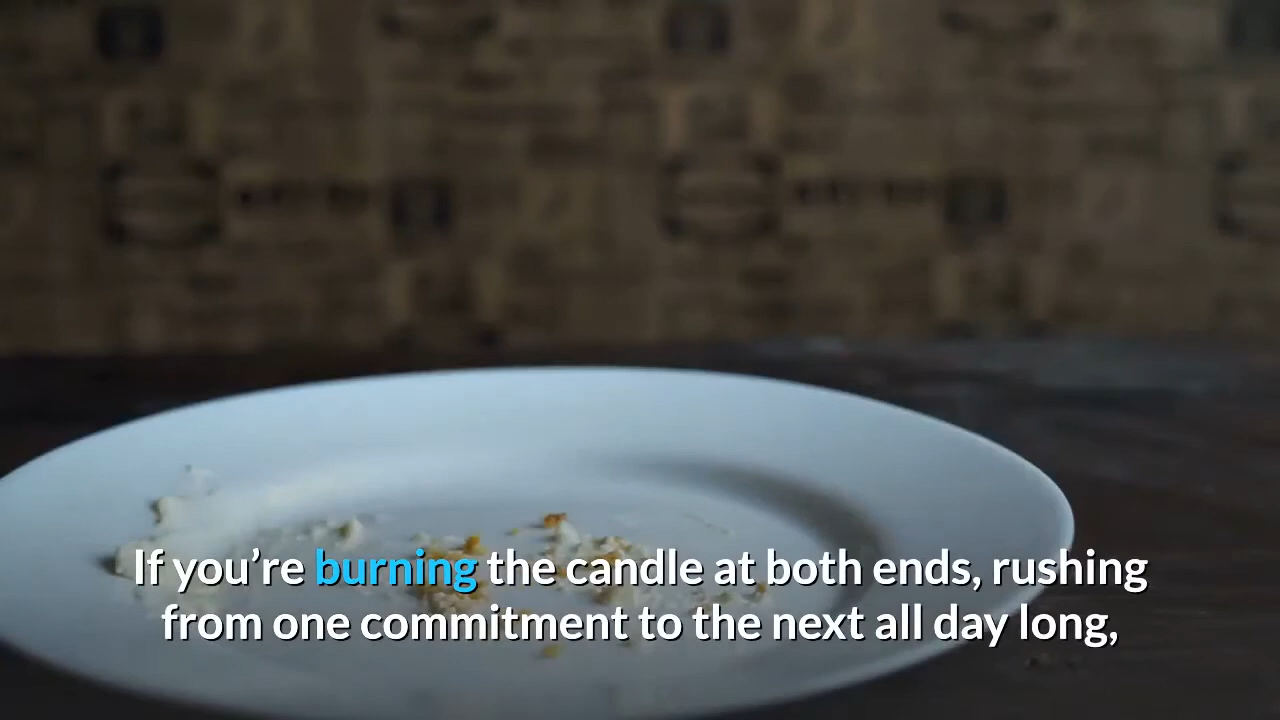 If you’re burning the candle at both ends, rushing
from one commitment to the next all day long,